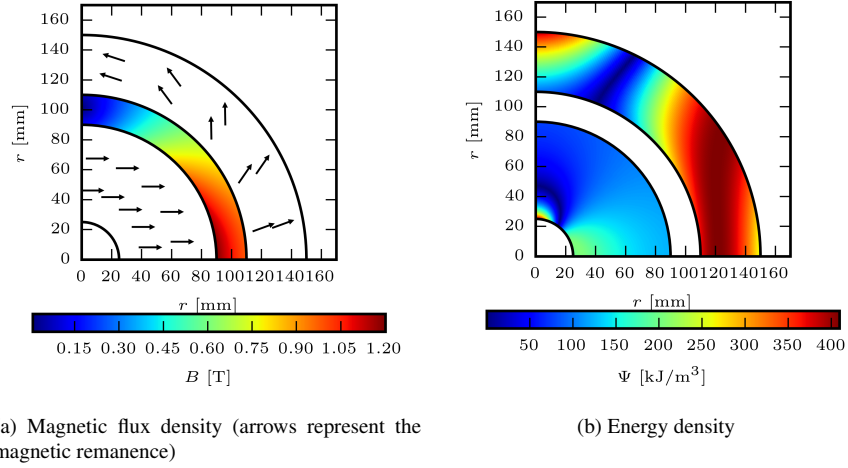 160
140
120
100
80
60
40
20
0
r [mm]
0 20 40 60 80 100 120 140 160
r [mm]
0.15 0.30 0.45 0.60 0.75 0.90 1.05 1.20
B [T]
a) Magnetic flux density (arrows represent the
magnetic remanence)
160
140
120
100
80
60
40
20
0
r [mm]
0 20 40 60 80 100 120 140 160
r [mm]
50 100 150 200 250 300 350 400
Ψ [kJ/m³]
(b) Energy density